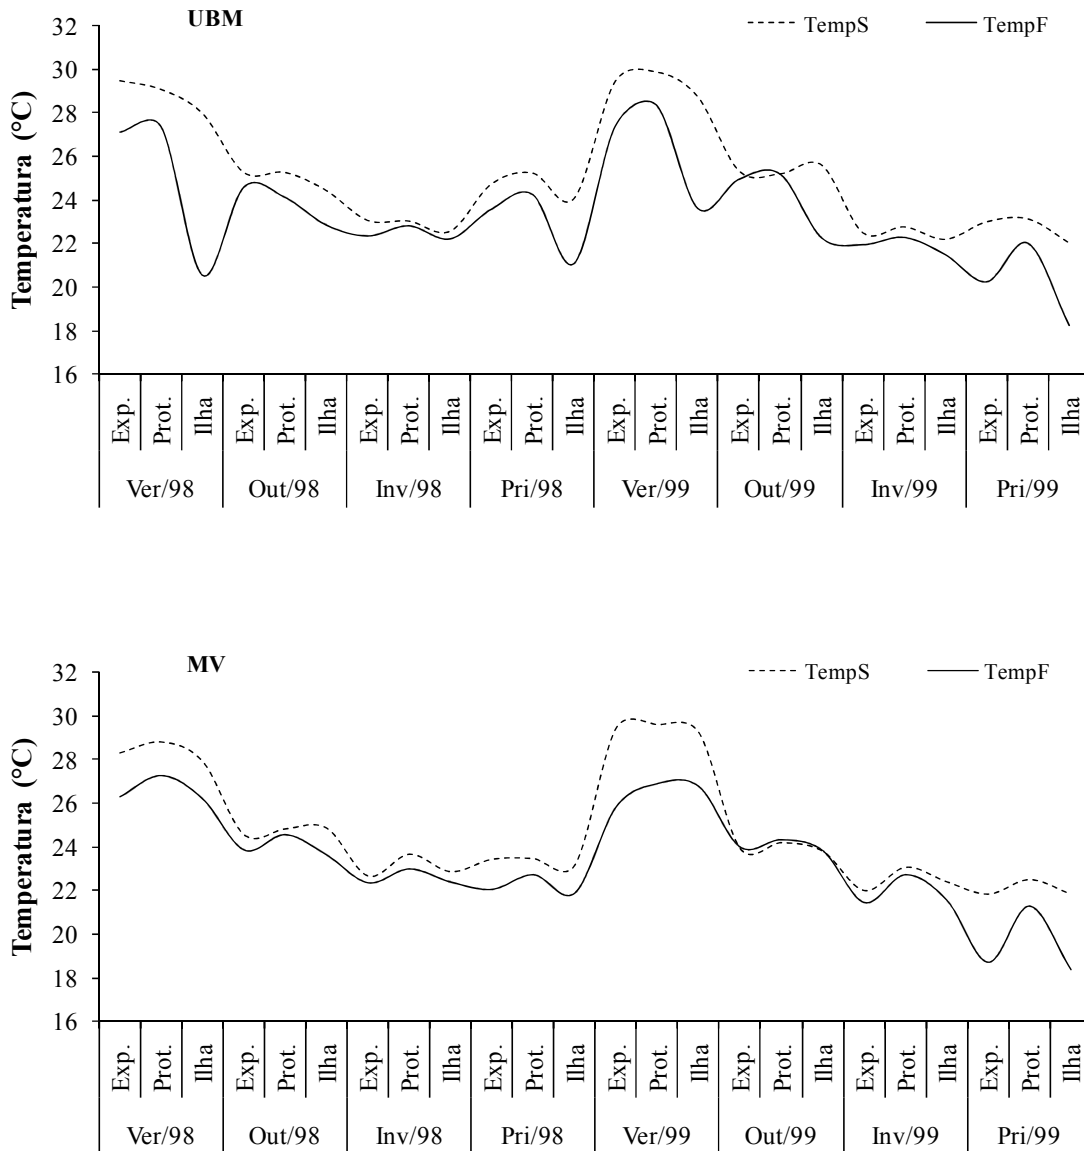 UBM
TempS TempF
Temperatura (°C)
32
30
28
26
24
22
20
18
16
Exp. Prot. Ilha Exp. Prot. Ilha Exp. Prot. Ilha Exp. Prot. Ilha Exp. Prot. Ilha Exp. Prot. Ilha Exp. Prot. Ilha Exp. Prot. Ilha
Ver/98 Out/98 Inv/98 Pri/98 Ver/99 Out/99 Inv/99 Pri/99
MV
TempS TempF
Temperatura (°C)
32
30
28
26
24
22
20
18
16
Exp. Prot. Ilha Exp. Prot. Ilha Exp. Prot. Ilha Exp. Prot. Ilha Exp. Prot. Ilha Exp. Prot. Ilha Exp. Prot. Ilha Exp. Prot. Ilha
Ver/98 Out/98 Inv/98 Pri/98 Ver/99 Out/99 Inv/99 Pri/99